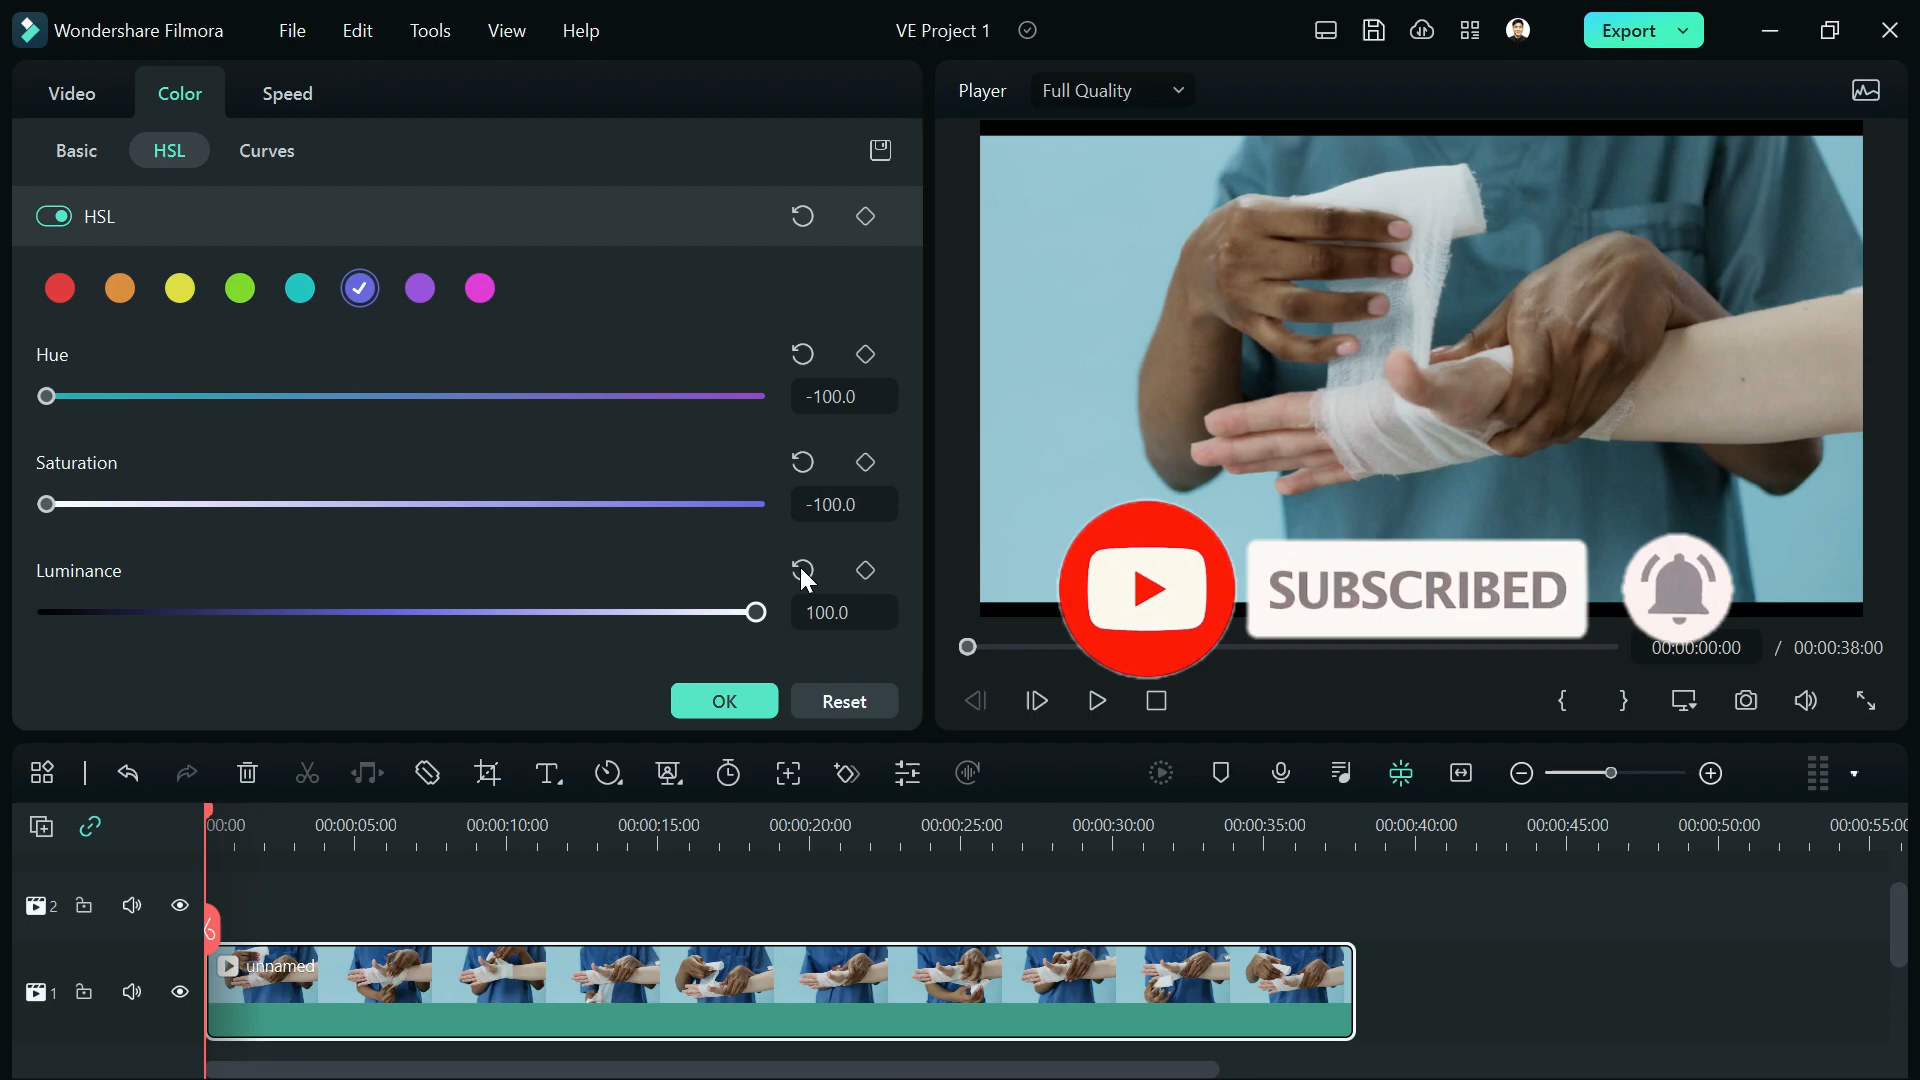 Wondershare Filmora
File
Edit
Tools
View
Help
VE Project 1
Export
Video
Color
Speed
Player
Full Quality
Basic
HSL
Curves
HSL
Hue
-100.0
Saturation
-100.0
Luminance
100.0
OK
Reset
SUBSCRIBED
00:00:00:00
/
00:00:38:00
00:00
00:00:05:00
00:00:10:00
00:00:15:00
00:00:20:00
00:00:25:00
00:00:30:00
00:00:35:00
00:00:40:00
00:00:45:00
00:00:50:00
00:00:55:00
2
unnamed
1